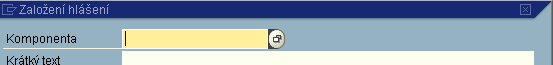 Založení hlášení
Komponenta
Krátký text